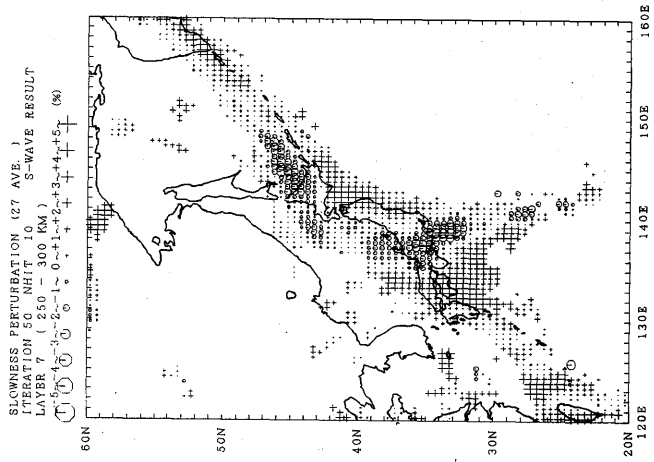 SLOWNESS PERTURBATION (27 AVE. )
ITERATION 50 NHIT 10 S-WAVE RESULT
LAYER 7 ( 250 - 300 KM )
-5~-4~-3~-2~-1~ 0~+1~+2~+3~+4~+5~ (%)
60N
50N
40N
30N
20N
120E
130E
140E
150E
160E